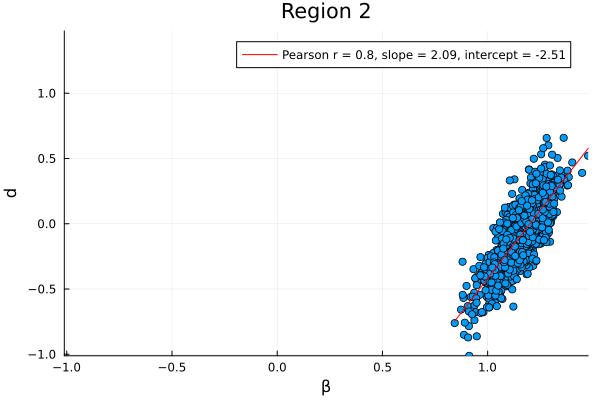 Region 2
Pearson r = 0.8, slope = 2.09, intercept = -2.51
1.0
0.5
d
0.0
−0.5
−1.0
−1.0 −0.5 0.0 0.5 1.0
β